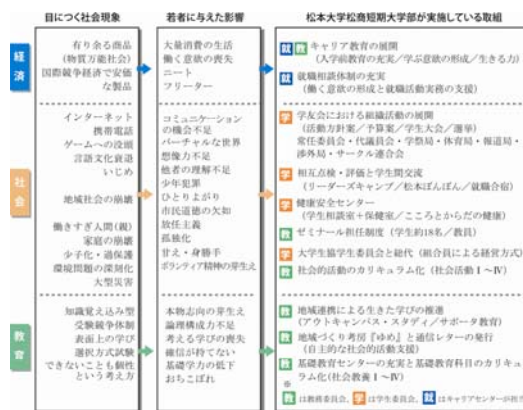 目につく社会現象
若者に与えた影響
松本大学松商短期大学部が実施している取組
経済
有り余る商品
(物質万能社会)
国際競争経済で安価
な製品
大量消費の生活
働く意欲の喪失
ニート
フリーター
就 教 キャリア教育の展開
(入学前教育の充実/学ぶ意欲の形成/生きる力)
就 就職相談体制の充実
(働く意欲の形成と就職活動実務の支援)
社会
インターネット
携帯電話
ゲームへの没頭
言語文化衰退
いじめ
地域社会の崩壊
働きすぎ人間(親)
家庭の崩壊
少子化・過保護
環境問題の深刻化
大型災害
コミュニケーション
の機会不足
バーチャルな世界
想像力不足
他者の理解不足
少年犯罪
ひとりよがり
市民道徳の欠如
放任主義
孤独化
甘え・身勝手
ボランティア精神の芽生え
学 学友会における組織活動の展開
(活動方針案/予算案/学生大会/選挙)
常任委員会・代議員会・学祭局・体育局・報道局・
渉外局・サークル連合会
学 相互点検・評価と学生間交流
(リーダーズキャンプ/松本ぼんぼん/就職合宿)
学 健康安全センター
(学生相談室+保健室/こころとからだの健康)
教 ゼミナール担任制度(学生約18名/教員)
学 大学生協学生委員会と総代(組合員による経営方式)
教 社会的活動のカリキュラム化(社会活動Ⅰ~Ⅳ)
教育
知識覚え込み型
受験競争体制
表面上の学び
選択方式試験
できないことも個性
という考え方
本物志向の芽生え
論理構成力不足
考える学びの喪失
確信が持てない
基礎学力の低下
おちこぼれ
教 地域連携による生きた学びの推進
(アウトキャンパス・スタディ/サポータ教育)
教 地域づくり考房『ゆめ』と通信レターの発行
(自主的な社会的活動支援)
教 基礎教育センターの充実と基礎教育科目のカリキュ
ラム化(社会教養Ⅰ~Ⅳ)
※
教 は教務委員会、 学 は学生委員会、 就 はキャリアセンターが担当